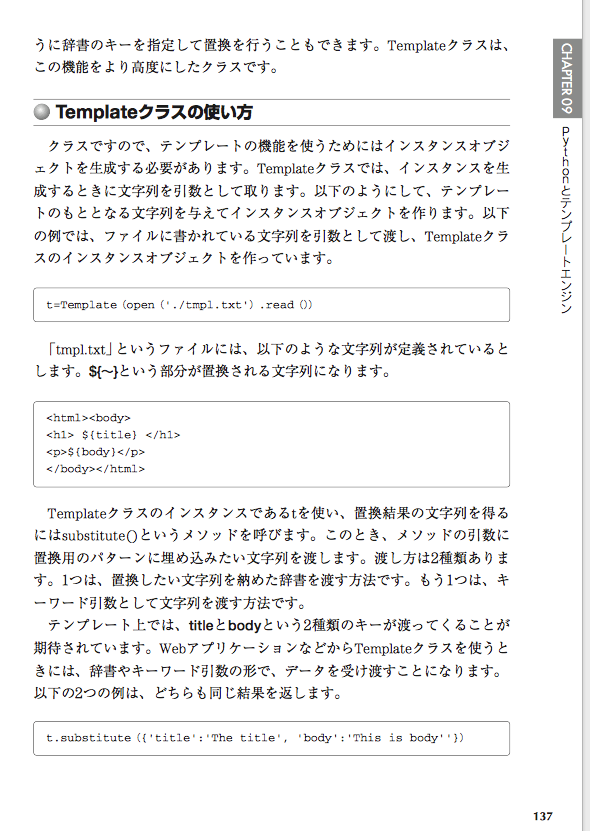 うに辞書のキーを指定して置換を行うこともできます。Templateクラスは、
この機能をより高度にしたクラスです。
Templateクラスの使い方
クラスですので、テンプレートの機能を使うためにはインスタンスオブジ
ェクトを生成する必要があります。Templateクラスでは、インスタンスを生
成するときに文字列を引数として取ります。以下のようにして、テンプレー
トのもととなる文字列を与えてインスタンスオブジェクトを作ります。以下
の例では、ファイルに書かれている文字列を引数として渡し、Templateクラ
スのインスタンスオブジェクトを作っています。
t=Template（open（'./tmpl.txt'）.read（））
「tmpl.txt」というファイルには、以下のような文字列が定義されていると
します。${〜}という部分が置換される文字列になります。
<html><body>
<h1> ${title} </h1>
<p>${body}</p>
</body></html>
Templateクラスのインスタンスであるtを使い、置換結果の文字列を得る
にはsubstitute()というメソッドを呼びます。このとき、メソッドの引数に
置換用のパターンに埋め込みたい文字列を渡します。渡し方は2種類ありま
す。1つは、置換したい文字列を納めた辞書を渡す方法です。もう1つは、キ
ーワード引数として文字列を渡す方法です。
テンプレート上では、titleとbodyという2種類のキーが渡ってくることが
期待されています。WebアプリケーションなどからTemplateクラスを使うと
きには、辞書やキーワード引数の形で、データを受け渡すことになります。
以下の2つの例は、どちらも同じ結果を返します。
t.substitute（{'title':'The title', 'body':'This is body''}）
CHAPTER 09
Pythonとテンプレートエンジン
137